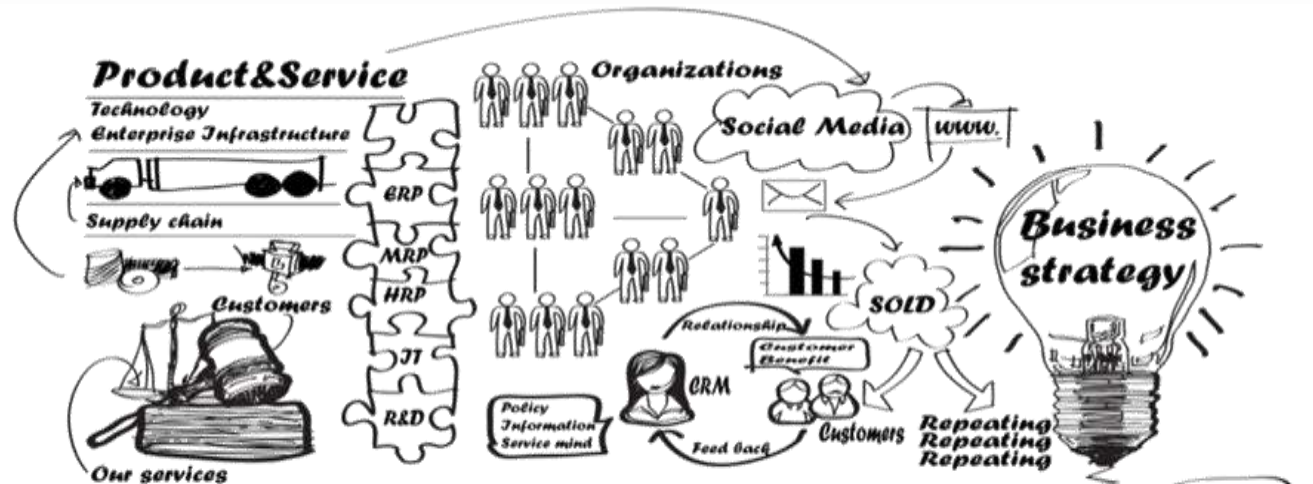 Product&Service
Technology
Enterprise Infrastructure
Supply chain
Customers
Our services
ERP
MRP
HRP
IT
R&D
Organizations
Social Media
www.
SOLD
Relationship
Customer
Benefit
CRM
Customers
Feed back
Policy
Information
Service mind
Repeating
Repeating
Repeating
Business
strategy